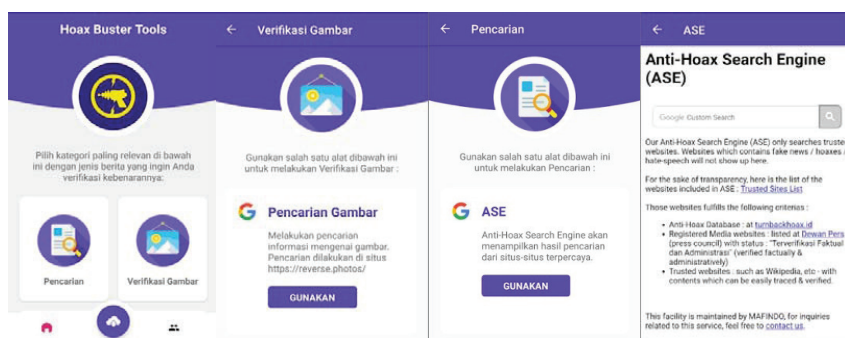 Hoax Buster Tools
Pilih kategori paling relevan di bawah
ini dengan jenis berita yang ingin Anda
verifikasi kebenarannya:
Pencarian
Verifikasi Gambar
← Verifikasi Gambar
Gunakan salah satu alat dibawah ini
untuk melakukan Verifikasi Gambar :
G Pencarian Gambar
Melakukan pencarian
informasi mengenai gambar.
Pencarian dilakukan di situs
https://reverse.photos/
GUNAKAN
← Pencarian
Gunakan salah satu alat dibawah ini
untuk melakukan Pencarian :
G ASE
Anti-Hoax Search Engine akan
menampilkan hasil pencarian
dari situs-situs terpercaya.
GUNAKAN
← ASE
Anti-Hoax Search Engine
(ASE)
Google Custom Search
Our Anti-Hoax Search Engine (ASE) only searches truste
websites. Websites which contains fake news / hoaxes /
hate-speech will not show up here.
For the sake of transparency, here is the list of the
websites included in ASE : Trusted Sites List
Those websites fulfills the following criterias :
• Anti-Hoax Database : at turnbackhoax.id
• Registered Media websites : listed at Dewan Pers
(press council) with status : "Terverifikasi Faktual
dan Administrasi" (verified factually &
administratively)
• Trusted websites : such as Wikipedia, etc - with
contents which can be easily traced & verified.
This facility is maintained by MAFINDO, for inquiries
related to this service, feel free to contact us.